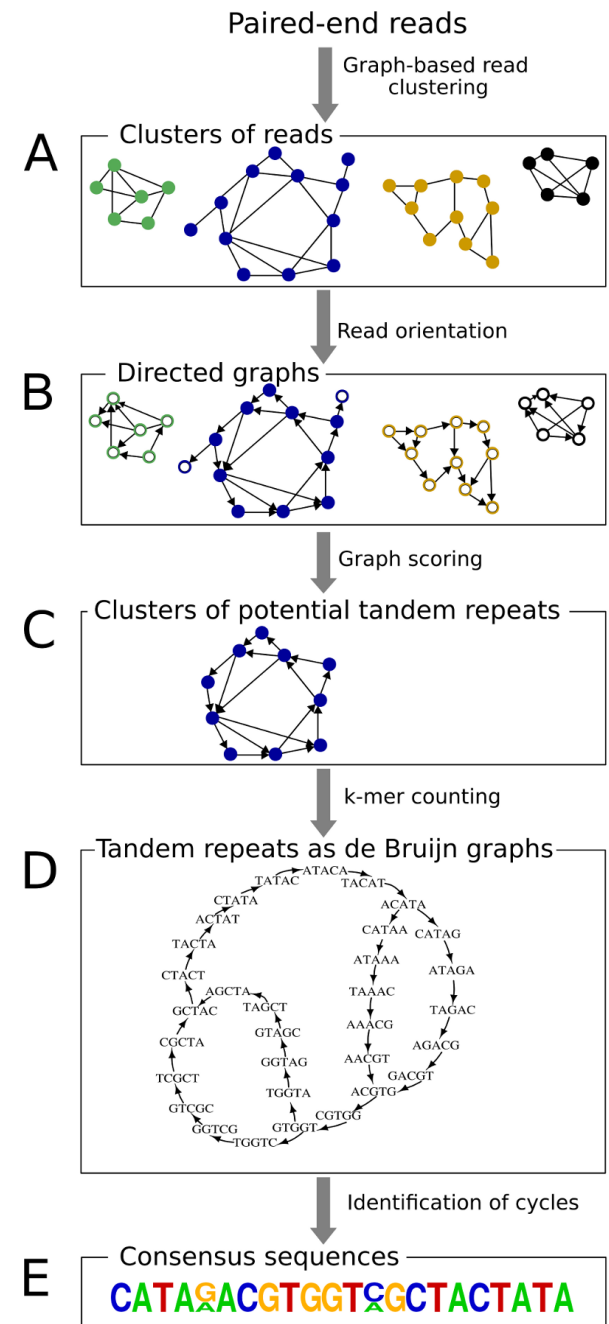 Paired-end reads
Graph-based read
clustering
A
Clusters of reads
Read orientation
B
Directed graphs
Graph scoring
C
Clusters of potential tandem repeats
k-mer counting
D
Tandem repeats as de Bruijn graphs
ATACA
TATAC
TACAT
CTATA
ACATA
ACTAT
CATAA
CATAG
TACTA
ATAAA
ATAGA
CTACT
AGCTA
TAAAC
GCTAC
TAGCT
TAGAC
AAACG
GTAGC
CGCTA
AGACG
AACGT
GGTAG
TCGCT
GACGT
TGGTA
ACGTG
GTCGC
CGTGG
GGTCG
GTGGT
TGGTC
Identification of cycles
E
Consensus sequences
CATAGACGTGGTCGCTACTATA
A A